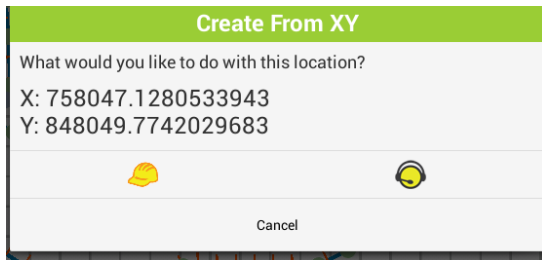 Create From XY
What would you like to do with this location?
X: 758047.1280533943
Y: 848049.7742029683
Cancel